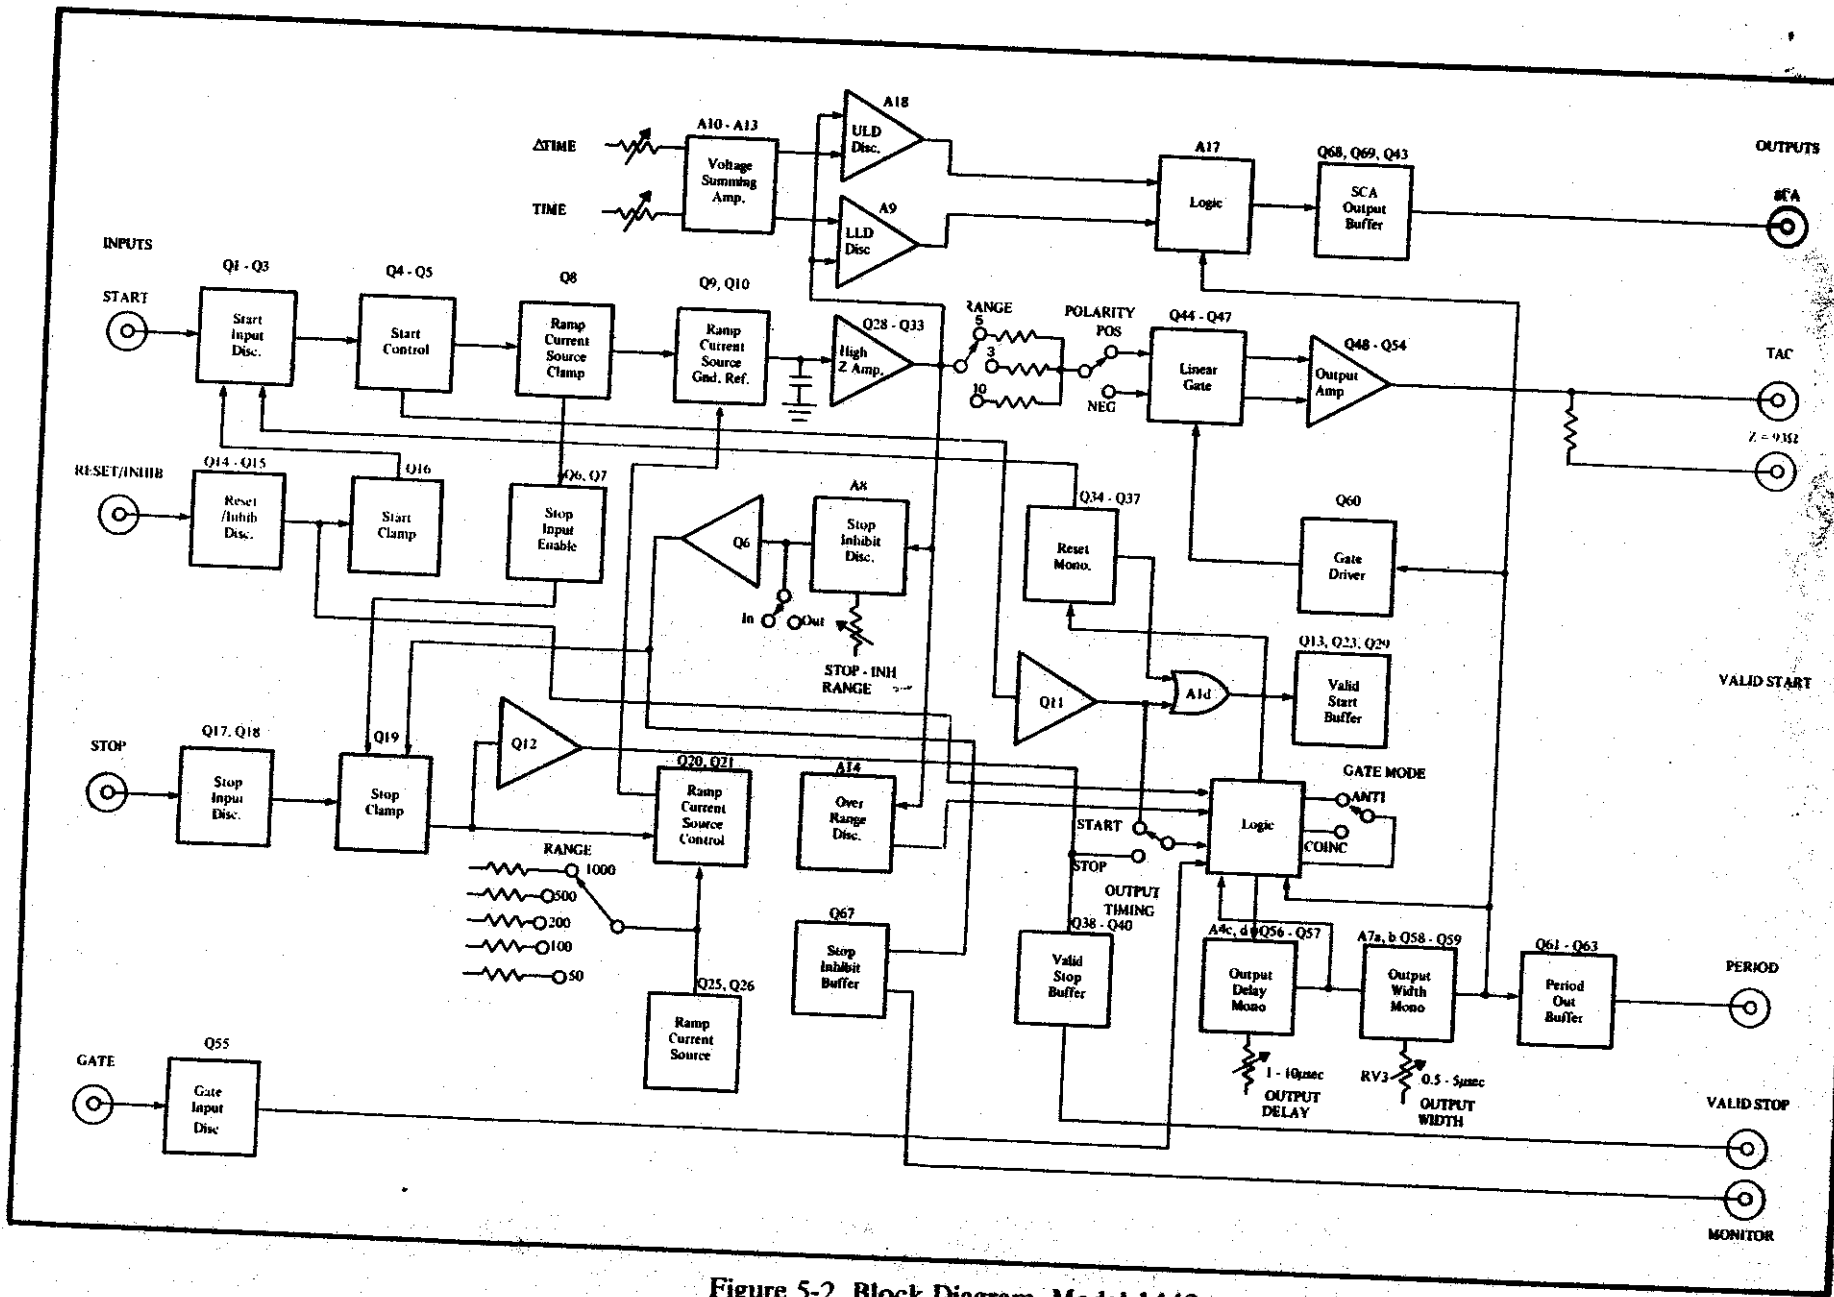 A18
ULD
Disc.
A10 - A13
ΔTIME
Voltage
Summing
Amp.
TIME
A9
LLD
Disc
A17
Logic
Q68, Q69, Q43
SCA
Output
Buffer
OUTPUTS
SCA
INPUTS
START
Q1 - Q3
Start
Input
Disc.
Q4 - Q5
Start
Control
Q8
Ramp
Current
Source
Clamp
Q9, Q10
Ramp
Current
Source
Gnd. Ref.
Q28 - Q33
High
Z Amp.
RANGE
5
3
10
POLARITY
POS
NEG
Q44 - Q47
Linear
Gate
Q48 - Q54
Output
Amp
TAC
Z = 93Ω
RESET/INHIB
Q14 - Q15
Reset
/Inhib
Disc.
Q16
Start
Clamp
Q6, Q7
Stop
Input
Enable
Q6
A8
Stop
Inhibit
Disc.
In
Out
STOP - INH
RANGE
Q34 - Q37
Reset
Mono.
Q60
Gate
Driver
Q11
A1d
Q13, Q23, Q29
Valid
Start
Buffer
VALID START
STOP
Q17, Q18
Stop
Input
Disc.
Q19
Stop
Clamp
Q12
Q20, Q21
Ramp
Current
Source
Control
A14
Over
Range
Disc.
START
STOP
OUTPUT
TIMING
Logic
GATE MODE
ANTI
COINC
RANGE
1000
500
200
100
50
Q25, Q26
Ramp
Current
Source
Q67
Stop
Inhibit
Buffer
Q38 - Q40
Valid
Stop
Buffer
A4c, d Q56 - Q57
Output
Delay
Mono
1 - 10µsec
OUTPUT
DELAY
A7a, b Q58 - Q59
Output
Width
Mono
RV3
0.5 - 5µsec
OUTPUT
WIDTH
Q61 - Q63
Period
Out
Buffer
PERIOD
GATE
Q55
Gate
Input
Disc
VALID STOP
MONITOR
Figure 5-2. Block Diagram, Model